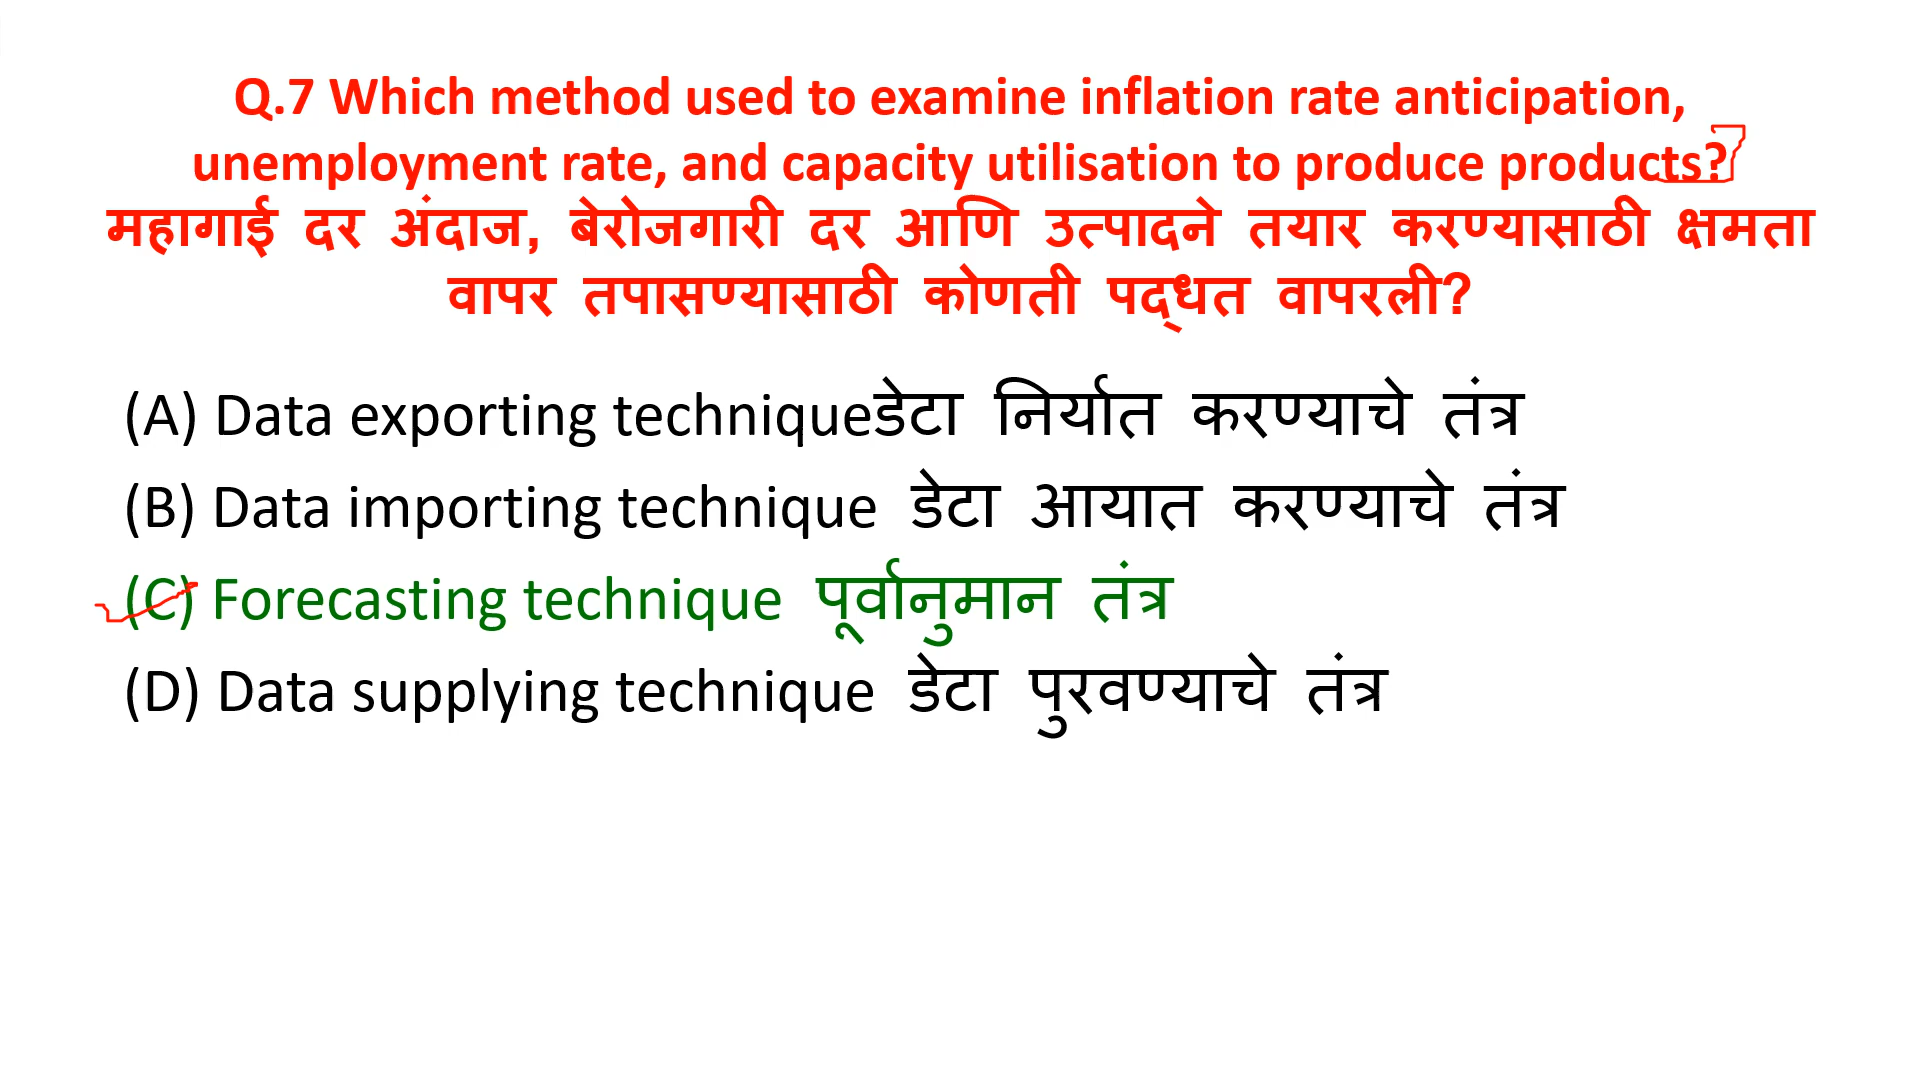 Q.7 Which method used to examine inflation rate anticipation,
unemployment rate, and capacity utilisation to produce products?
महागाई दर अंदाज, बेरोजगारी दर आणि उत्पादने तयार करण्यासाठी क्षमता
वापर तपासण्यासाठी कोणती पद्धत वापरली?
(A) Data exporting techniqueडेटा निर्यात करण्याचे तंत्र
(B) Data importing technique डेटा आयात करण्याचे तंत्र
(C) Forecasting technique पूर्वानुमान तंत्र
(D) Data supplying technique डेटा पुरवण्याचे तंत्र